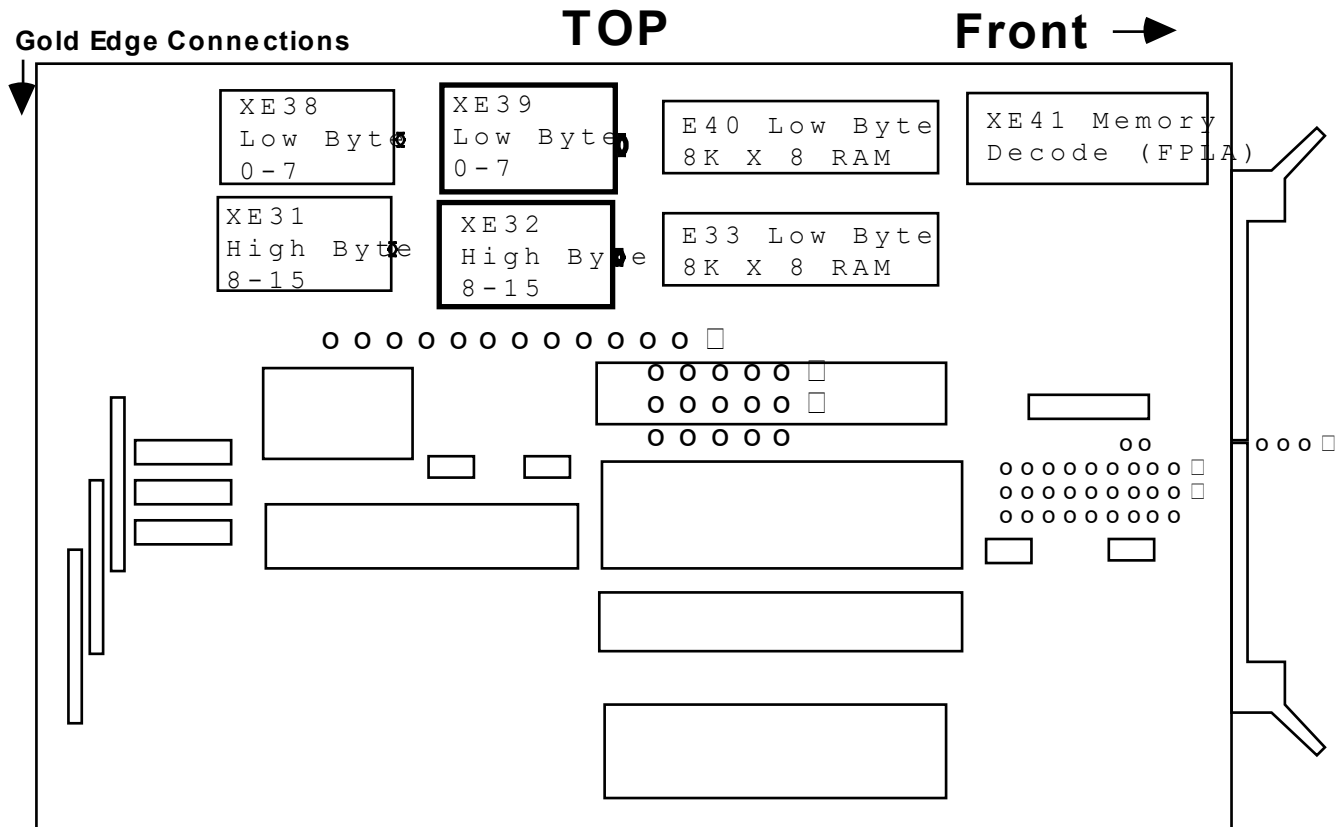 TOP
Front
Gold Edge Connections
XE38
Low Byte
0-7
XE39
Low Byte
0-7
E40 Low Byte
8K X 8 RAM
XE41 Memory
Decode (FPLA)
XE31
High Byte
8-15
XE32
High Byte
8-15
E33 Low Byte
8K X 8 RAM
o o o o o o o o o o o o □
o o o o o □
o o o o o □
o o o o o
o o
o o o □
o o o o o o o o o □
o o o o o o o o o □
o o o o o o o o o